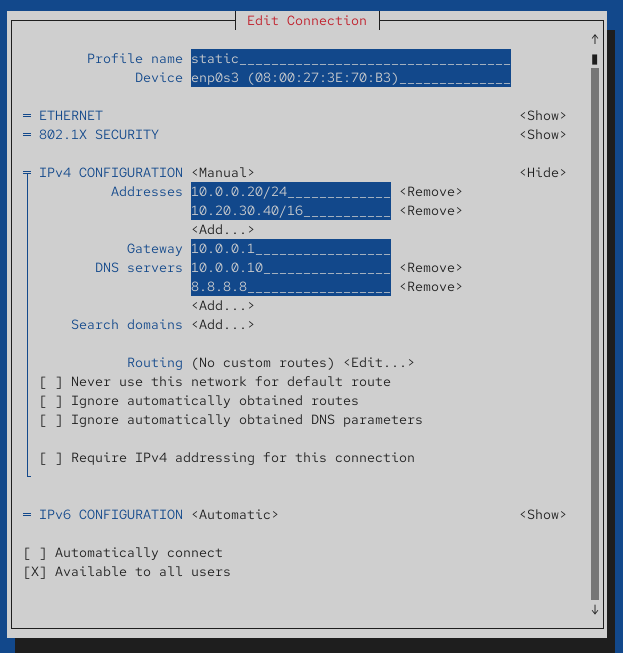 Edit Connection
↑
Profile name static__________________________________
Device enp0s3 (08:00:27:3E:70:B3)______________
= ETHERNET <Show>
= 802.1X SECURITY <Show>
= IPv4 CONFIGURATION <Manual> <Hide>
Addresses 10.0.0.20/24_____________ <Remove>
10.20.30.40/16___________ <Remove>
<Add...>
Gateway 10.0.0.1_________________
DNS servers 10.0.0.10________________ <Remove>
8.8.8.8__________________ <Remove>
<Add...>
Search domains <Add...>
Routing (No custom routes) <Edit...>
[ ] Never use this network for default route
[ ] Ignore automatically obtained routes
[ ] Ignore automatically obtained DNS parameters
[ ] Require IPv4 addressing for this connection
= IPv6 CONFIGURATION <Automatic> <Show>
[ ] Automatically connect
[X] Available to all users
↓